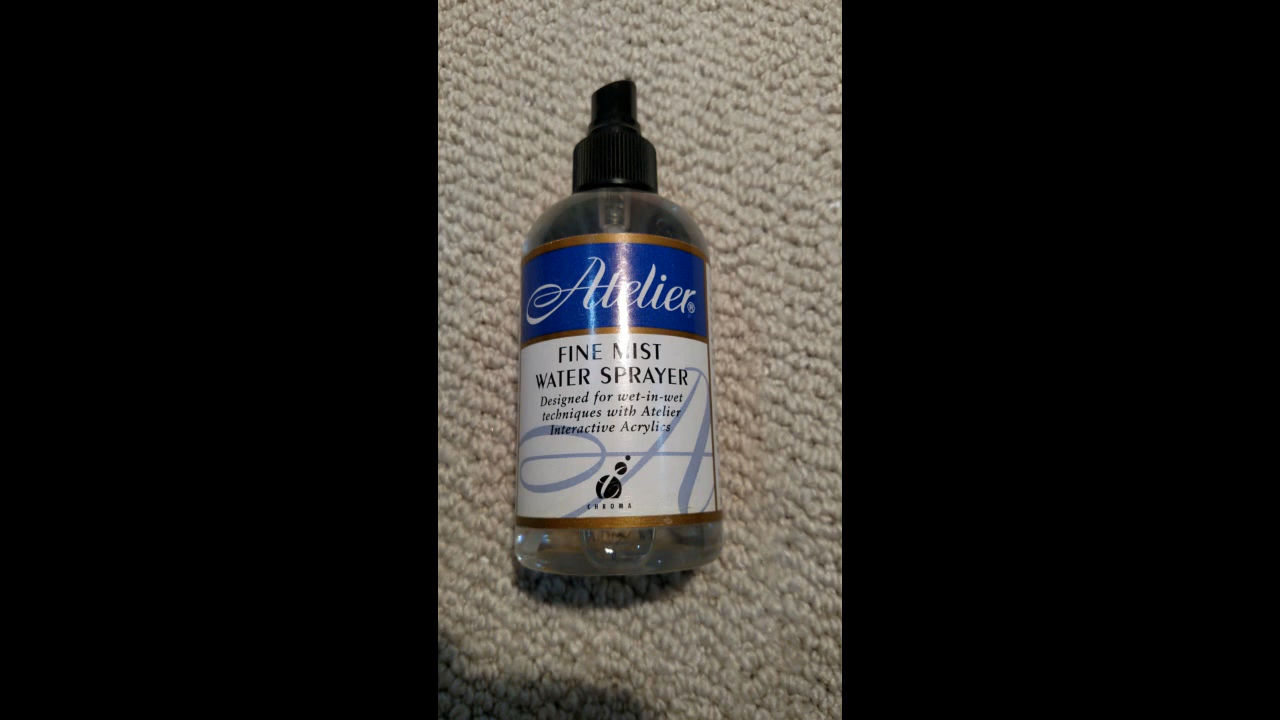 Atelier®
FINE MIST
WATER SPRAYER
Designed for wet-in-wet
techniques with Atelier
Interactive Acrylics
CHROMA